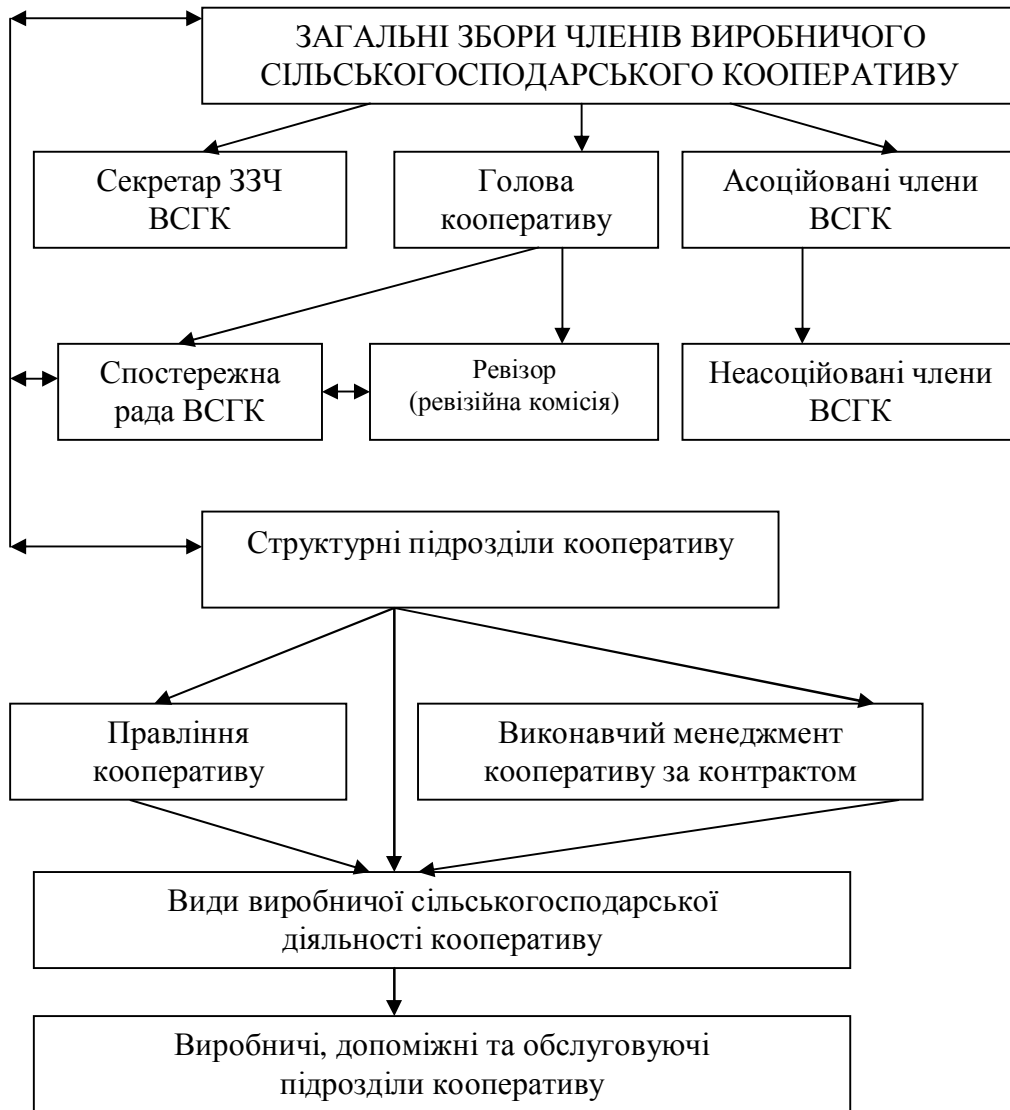 ЗАГАЛЬНІ ЗБОРИ ЧЛЕНІВ ВИРОБНИЧОГО
СІЛЬСЬКОГОСПОДАРСЬКОГО КООПЕРАТИВУ
Секретар ЗЗЧ
ВСГК
Голова
кооперативу
Асоційовані члени
ВСГК
Спостережна
рада ВСГК
Ревізор
(ревізійна комісія)
Неасоційовані члени
ВСГК
Структурні підрозділи кооперативу
Правління
кооперативу
Виконавчий менеджмент
кооперативу за контрактом
Види виробничої сільськогосподарської
діяльності кооперативу
Виробничі, допоміжні та обслуговуючі
підрозділи кооперативу